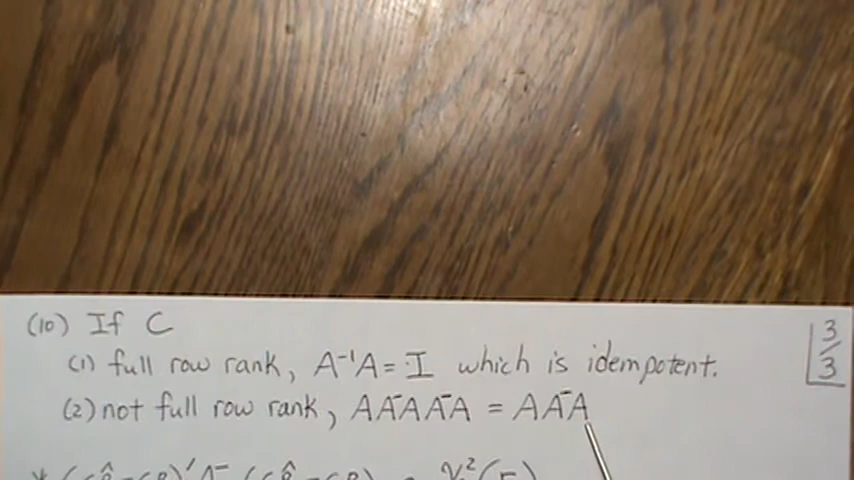 (10) If C
3/3
(1) full row rank, A⁻¹A = I which is idempotent.
(2) not full row rank, AA⁻AA⁻A = AA⁻A